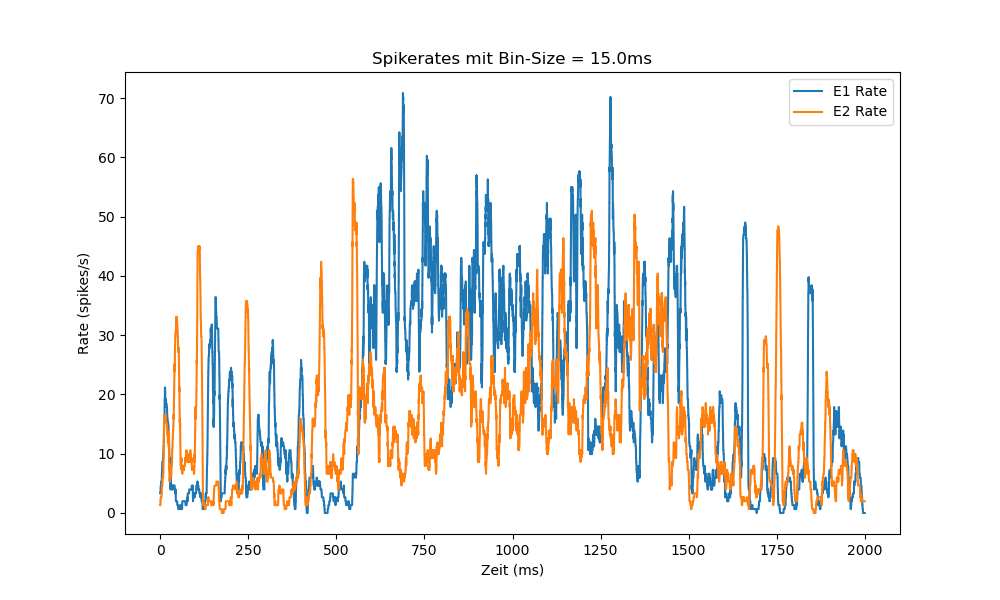 Spikerates mit Bin-Size = 15.0ms
E1 Rate
E2 Rate
Rate (spikes/s)
70
60
50
40
30
20
10
0
0 250 500 750 1000 1250 1500 1750 2000
Zeit (ms)